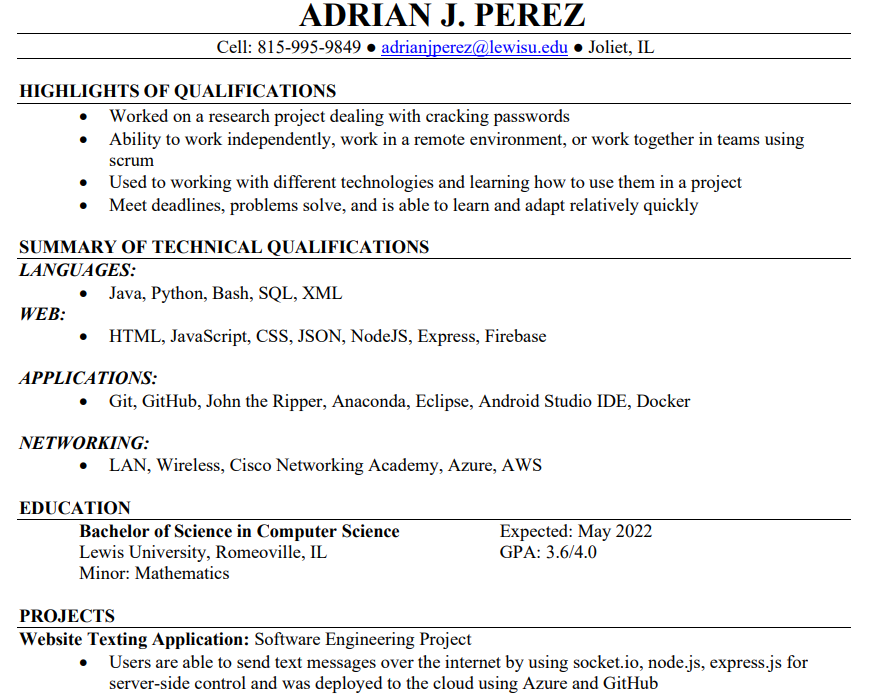 ADRIAN J. PEREZ
Cell: 815-995-9849 ● adrianjperez@lewisu.edu ● Joliet, IL
HIGHLIGHTS OF QUALIFICATIONS
• Worked on a research project dealing with cracking passwords
• Ability to work independently, work in a remote environment, or work together in teams using
scrum
• Used to working with different technologies and learning how to use them in a project
• Meet deadlines, problems solve, and is able to learn and adapt relatively quickly
SUMMARY OF TECHNICAL QUALIFICATIONS
LANGUAGES:
• Java, Python, Bash, SQL, XML
WEB:
• HTML, JavaScript, CSS, JSON, NodeJS, Express, Firebase
APPLICATIONS:
• Git, GitHub, John the Ripper, Anaconda, Eclipse, Android Studio IDE, Docker
NETWORKING:
• LAN, Wireless, Cisco Networking Academy, Azure, AWS
EDUCATION
Bachelor of Science in Computer Science Expected: May 2022
Lewis University, Romeoville, IL GPA: 3.6/4.0
Minor: Mathematics
PROJECTS
Website Texting Application: Software Engineering Project
• Users are able to send text messages over the internet by using socket.io, node.js, express.js for
server-side control and was deployed to the cloud using Azure and GitHub